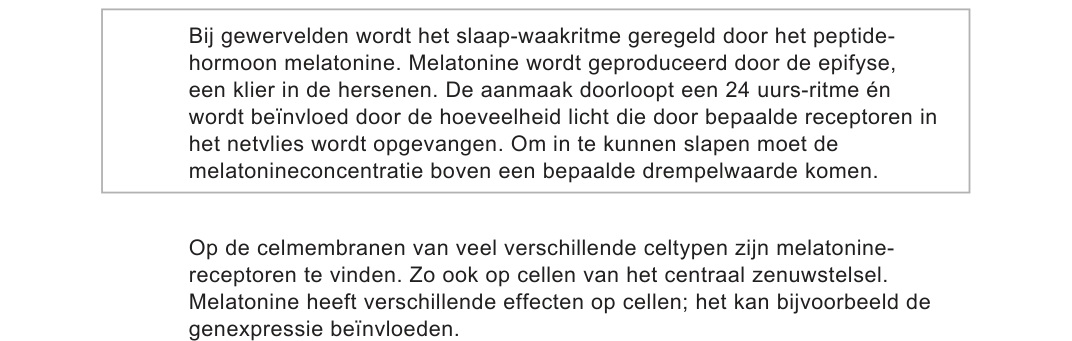 Bij gewervelden wordt het slaap-waakritme geregeld door het peptide-
hormoon melatonine. Melatonine wordt geproduceerd door de epifyse,
een klier in de hersenen. De aanmaak doorloopt een 24 uurs-ritme én
wordt beïnvloed door de hoeveelheid licht die door bepaalde receptoren in
het netvlies wordt opgevangen. Om in te kunnen slapen moet de
melatonineconcentratie boven een bepaalde drempelwaarde komen.
Op de celmembranen van veel verschillende celtypen zijn melatonine-
receptoren te vinden. Zo ook op cellen van het centraal zenuwstelsel.
Melatonine heeft verschillende effecten op cellen; het kan bijvoorbeeld de
genexpressie beïnvloeden.